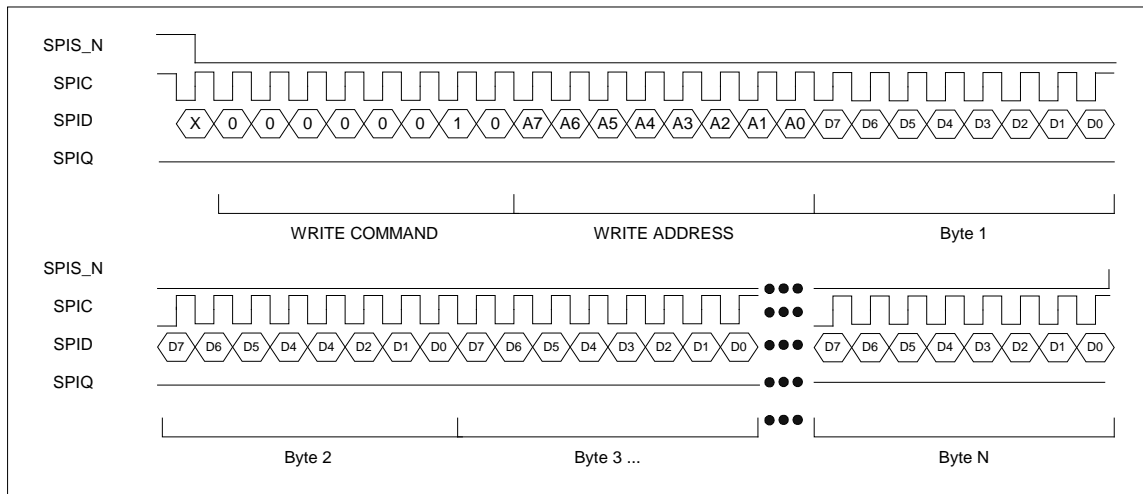 SPIS_N
SPIC
SPID X 0 0 0 0 0 0 1 0 A7 A6 A5 A4 A3 A2 A1 A0 D7 D6 D5 D4 D3 D2 D1 D0
SPIQ
WRITE COMMAND WRITE ADDRESS Byte 1
SPIS_N
SPIC
SPID D7 D6 D5 D4 D4 D2 D1 D0 D7 D6 D5 D4 D3 D2 D1 D0 D7 D6 D5 D4 D3 D2 D1 D0
SPIQ
Byte 2 Byte 3 ... Byte N